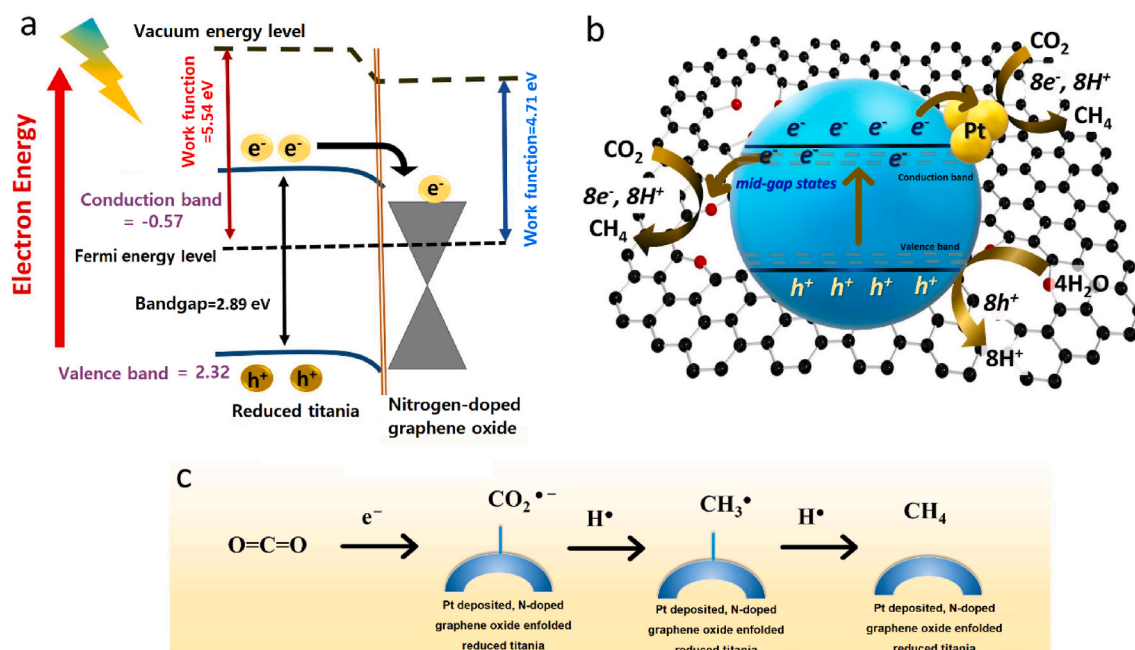 a
Vacuum energy level
Electron Energy
Work function
=5.54 eV
Work function=4.71 eV
e- e-
e-
Conduction band
= -0.57
Fermi energy level
Bandgap=2.89 eV
Valence band = 2.32
h+ h+
Reduced titania
Nitrogen-doped
graphene oxide
b
CO2
8e-, 8H+
CH4
Pt
e- e- e- e-
e- e- e-
mid-gap states
Conduction band
CO2
8e-, 8H+
CH4
Valence band
h+ h+ h+ h+
4H2O
8h+
8H+
c
O=C=O
e−
CO2•−
H•
CH3•
H•
CH4
Pt deposited, N-doped
graphene oxide enfolded
reduced titania
Pt deposited, N-doped
graphene oxide enfolded
reduced titania
Pt deposited, N-doped
graphene oxide enfolded
reduced titania